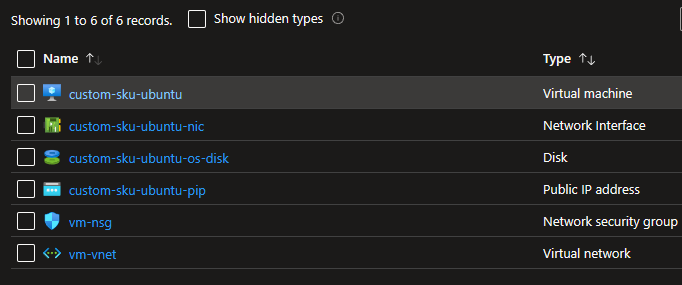 Showing 1 to 6 of 6 records. Show hidden types
Name Type
custom-sku-ubuntu Virtual machine
custom-sku-ubuntu-nic Network Interface
custom-sku-ubuntu-os-disk Disk
custom-sku-ubuntu-pip Public IP address
vm-nsg Network security group
vm-vnet Virtual network